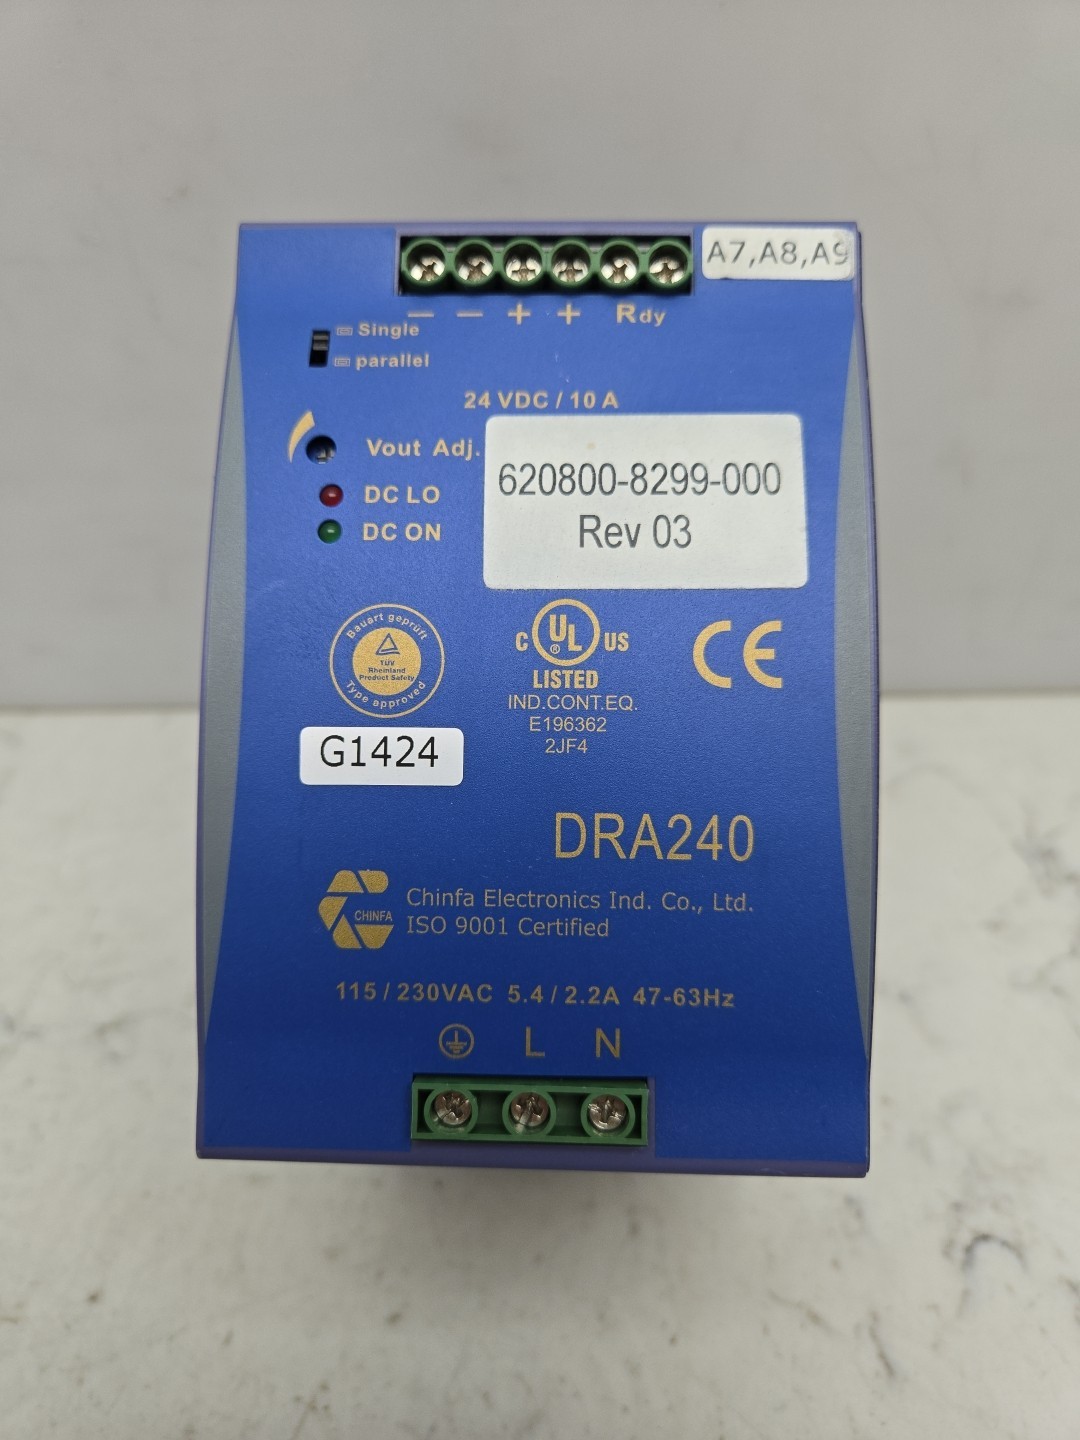 A7,A8,A9
— — + + Rdy
Single
parallel
24 VDC / 10 A
Vout Adj.
DC LO
DC ON
620800-8299-000
Rev 03
Bauart geprüft
TÜV
Rheinland
Product Safety
Type approved
C UL US
®
LISTED
IND.CONT.EQ.
E196362
2JF4
CE
G1424
DRA240
CHINFA
Chinfa Electronics Ind. Co., Ltd.
ISO 9001 Certified
115 / 230VAC 5.4 / 2.2A 47-63Hz
L N